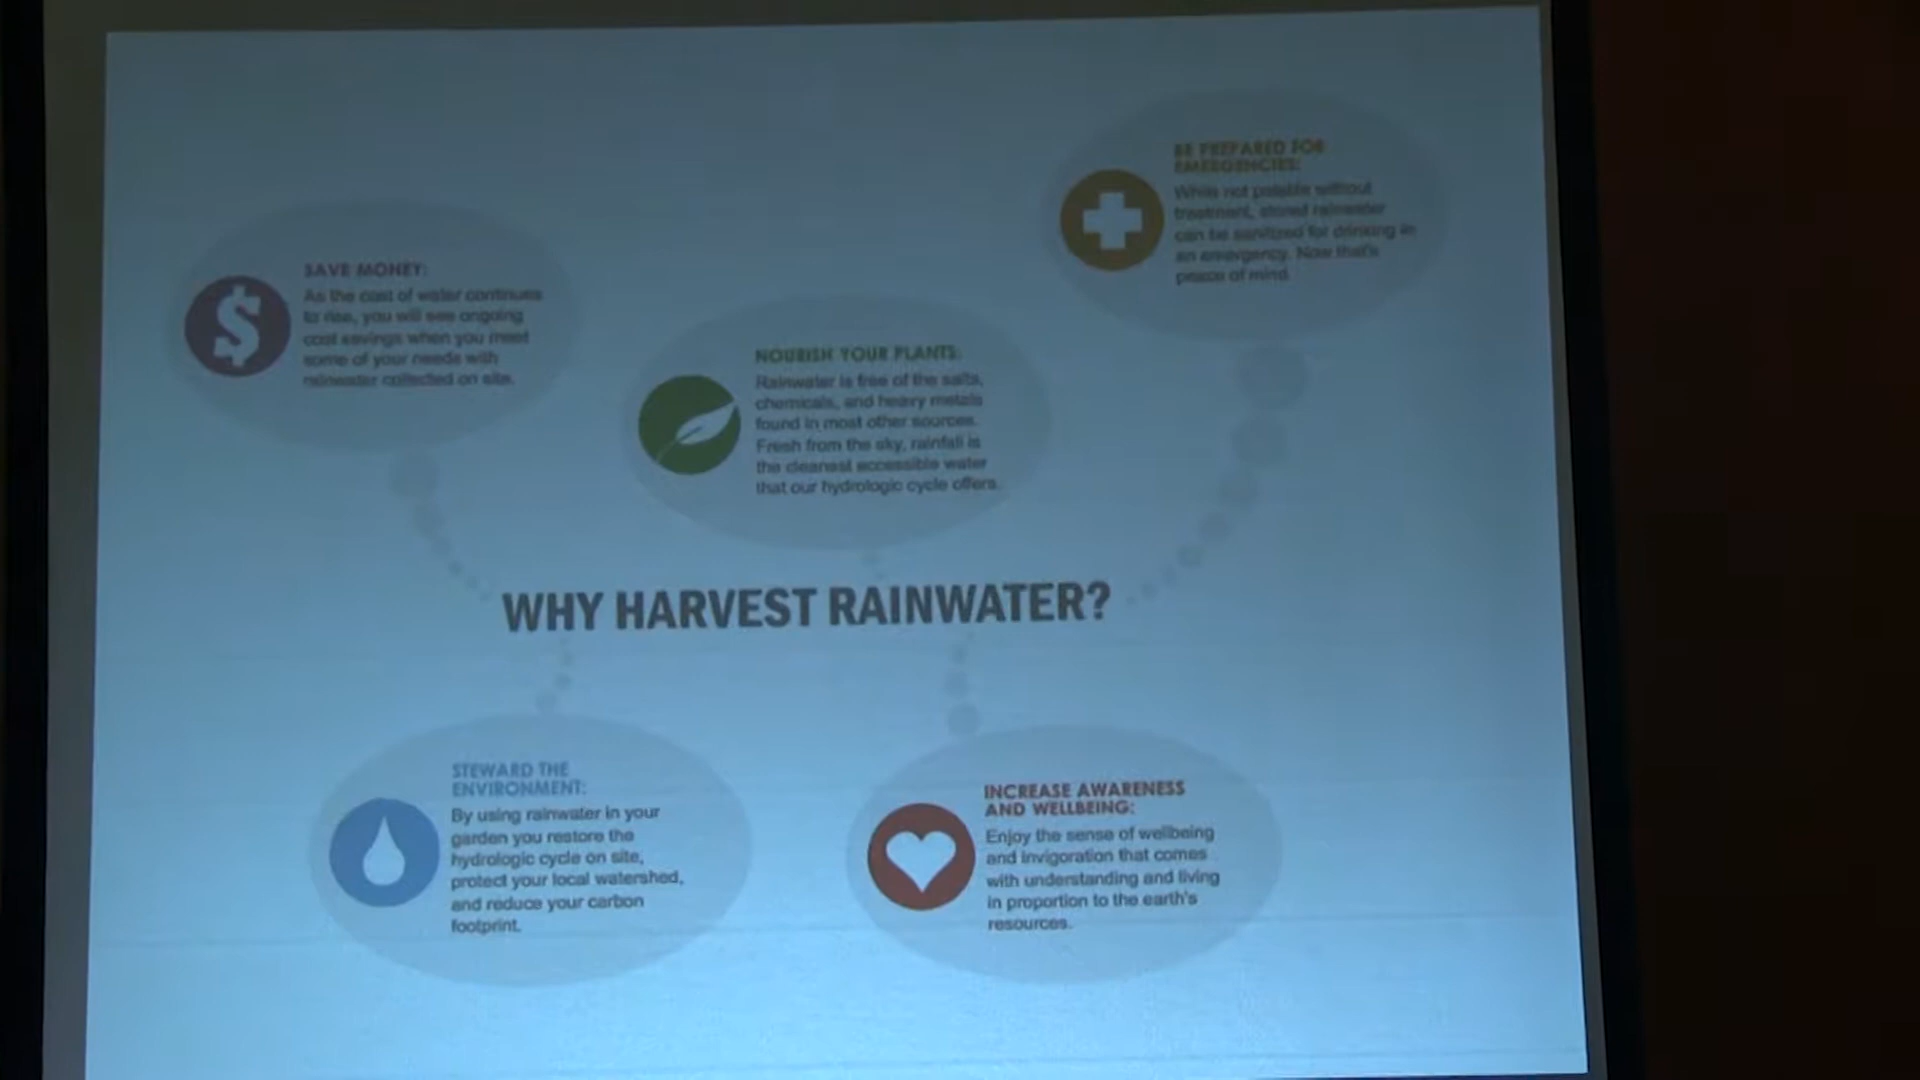 BE PREPARED FOR
EMERGENCIES:
While not potable without
treatment, stored rainwater
can be sanitized for drinking in
an emergency. Now that's
peace of mind.
SAVE MONEY:
As the cost of water continues
to rise, you will see ongoing
cost savings when you meet
some of your needs with
rainwater collected on site.
NOURISH YOUR PLANTS:
Rainwater is free of the salts,
chemicals, and heavy metals
found in most other sources.
Fresh from the sky, rainfall is
the cleanest accessible water
that our hydrologic cycle offers.
WHY HARVEST RAINWATER?
STEWARD THE
ENVIRONMENT:
By using rainwater in your
garden you restore the
hydrologic cycle on site,
protect your local watershed,
and reduce your carbon
footprint.
INCREASE AWARENESS
AND WELLBEING:
Enjoy the sense of wellbeing
and invigoration that comes
with understanding and living
in proportion to the earth's
resources.